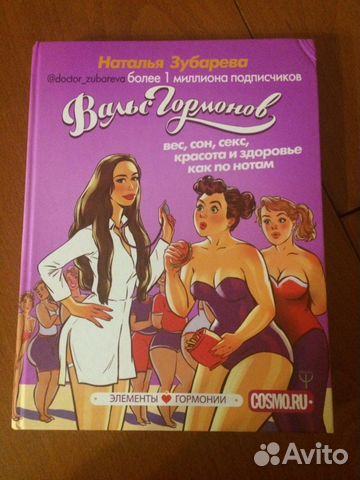 Наталья Зубарева
@doctor_zubareva более 1 миллиона подписчиков
Вальс Гормонов
вес, сон, секс,
красота и здоровье
как по нотам
ЭЛЕМЕНТЫ ГОРМОНИИ
COSMO.RU
Avito